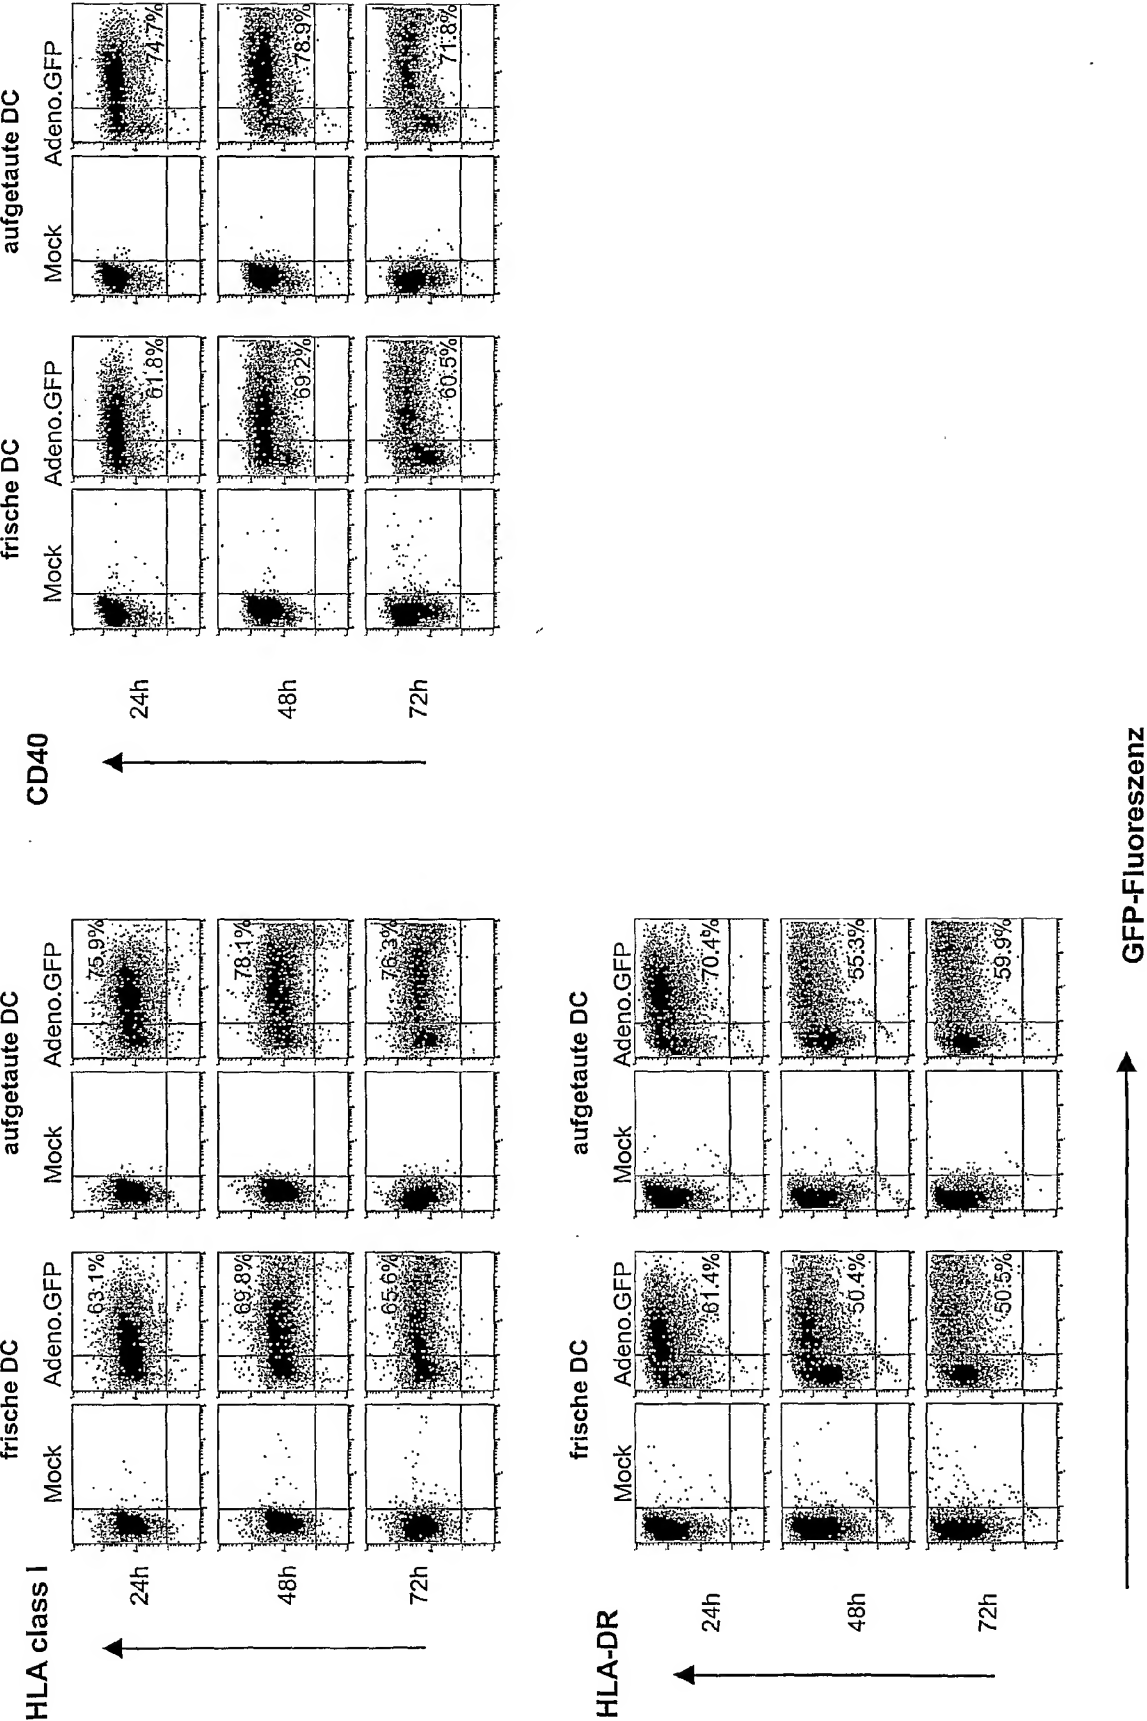 HLA class I
frische DC
aufgetaute DC
Mock
Adeno.GFP
Mock
Adeno.GFP
24h
63.1%
75.9%
48h
69.8%
78.1%
72h
65.6%
76.3%
CD40
frische DC
aufgetaute DC
Mock
Adeno.GFP
Mock
Adeno.GFP
24h
61.8%
74.7%
48h
69.2%
78.9%
72h
60.5%
71.8%
HLA-DR
frische DC
aufgetaute DC
Mock
Adeno.GFP
Mock
Adeno.GFP
24h
61.4%
70.4%
48h
50.4%
55.3%
72h
50.5%
59.9%
GFP-Fluoreszenz